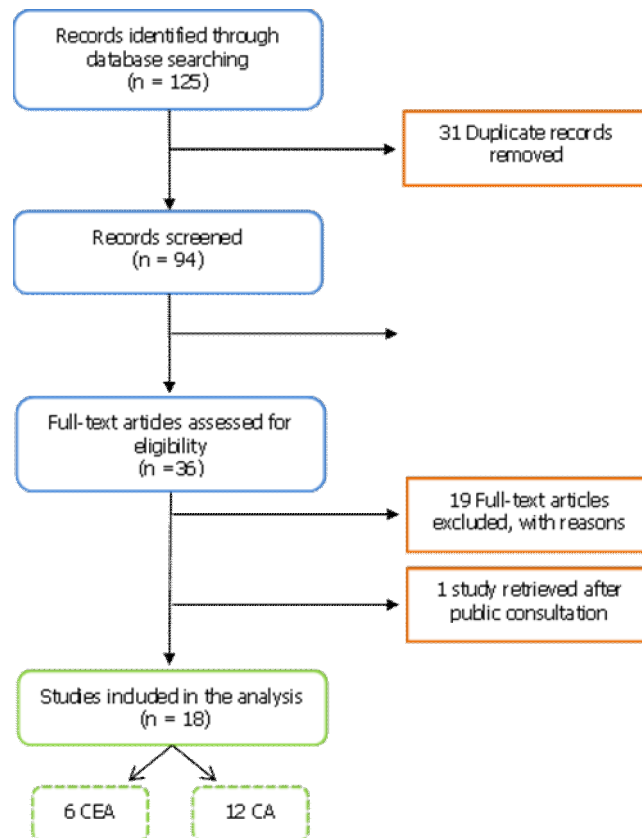 Records identified through
database searching
(n = 125)
31 Duplicate records
removed
Records screened
(n = 94)
Full-text articles assessed for
eligibility
(n =36)
19 Full-text articles
excluded, with reasons
1 study retrieved after
public consultation
Studies included in the analysis
(n = 18)
6 CEA
12 CA